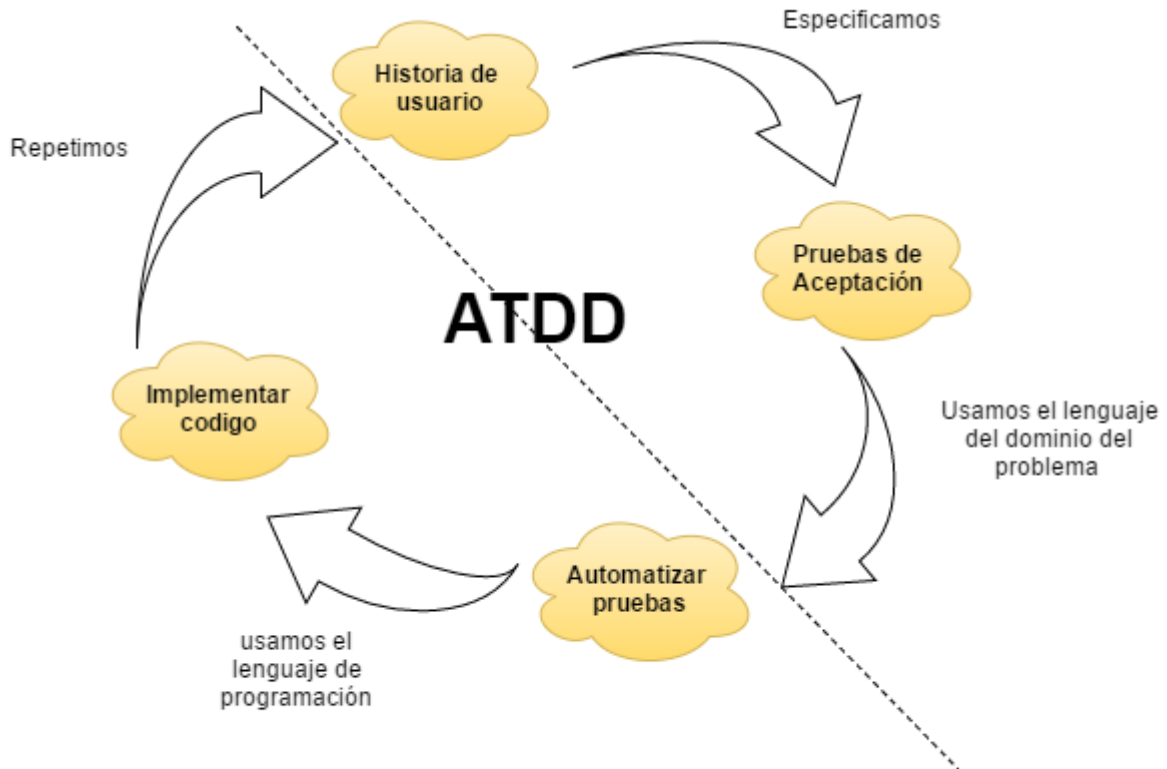 Especificamos
Historia de
usuario
Repetimos
Pruebas de
Aceptación
ATDD
Implementar
codigo
Usamos el lenguaje
del dominio del
problema
Automatizar
pruebas
usamos el
lenguaje de
programación